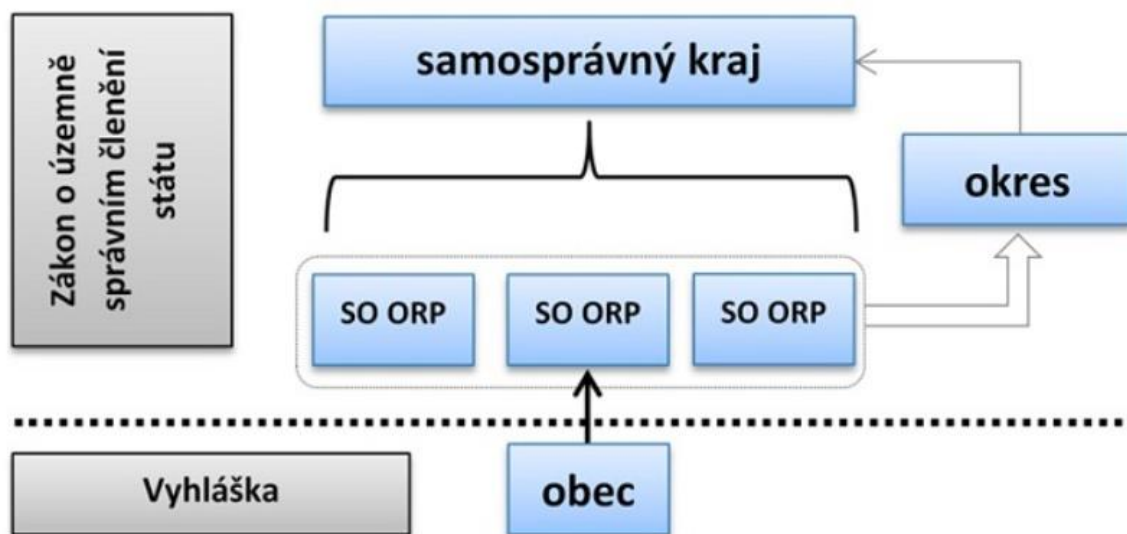 Zákon o územně
správním členění
státu
samosprávný kraj
okres
SO ORP
SO ORP
SO ORP
Vyhláška
obec